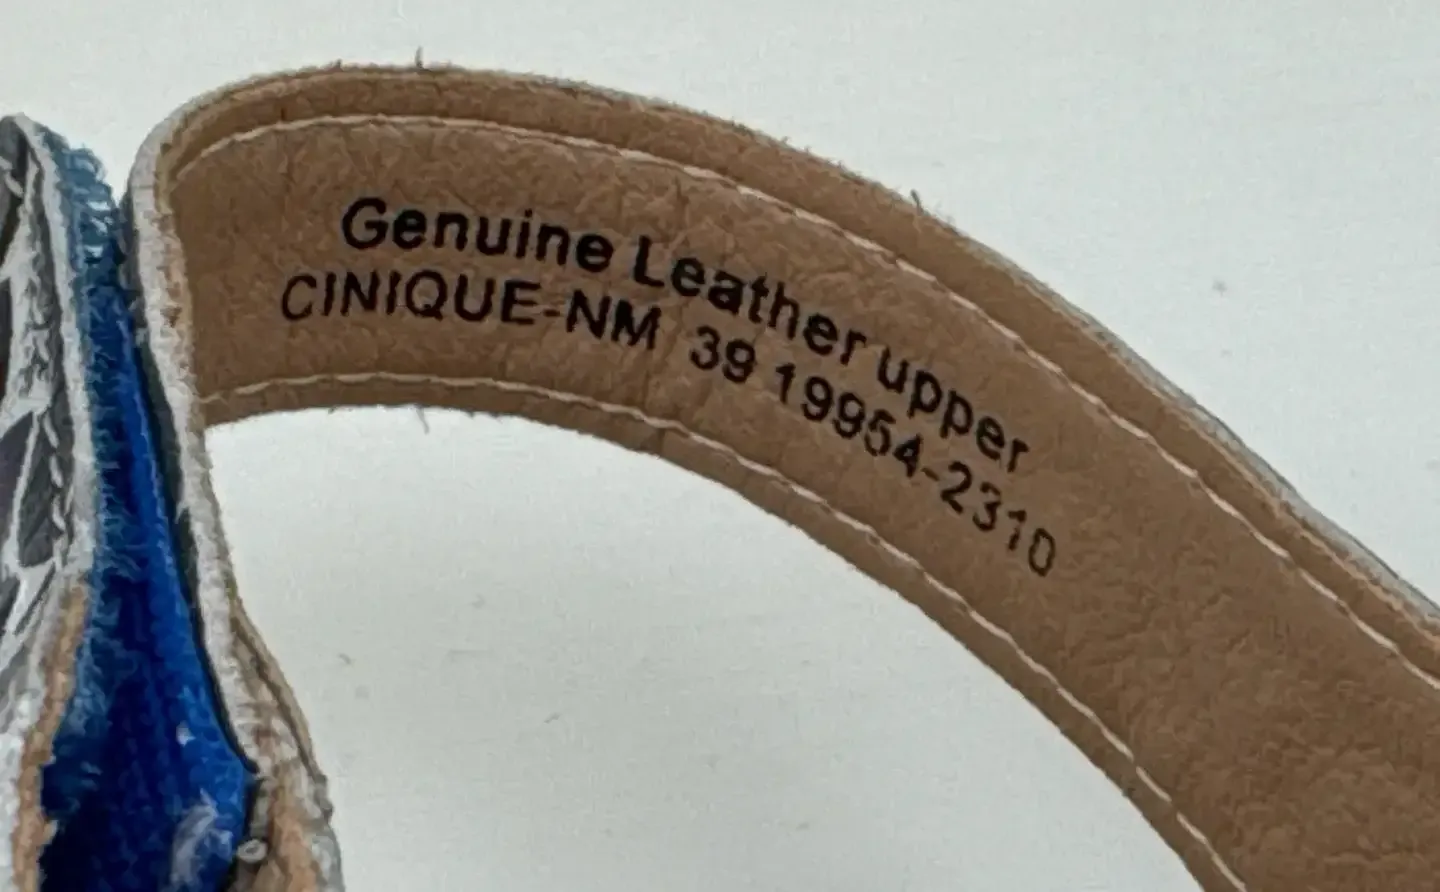 Genuine Leather upper
CINIQUE-NM 39 19954-2310